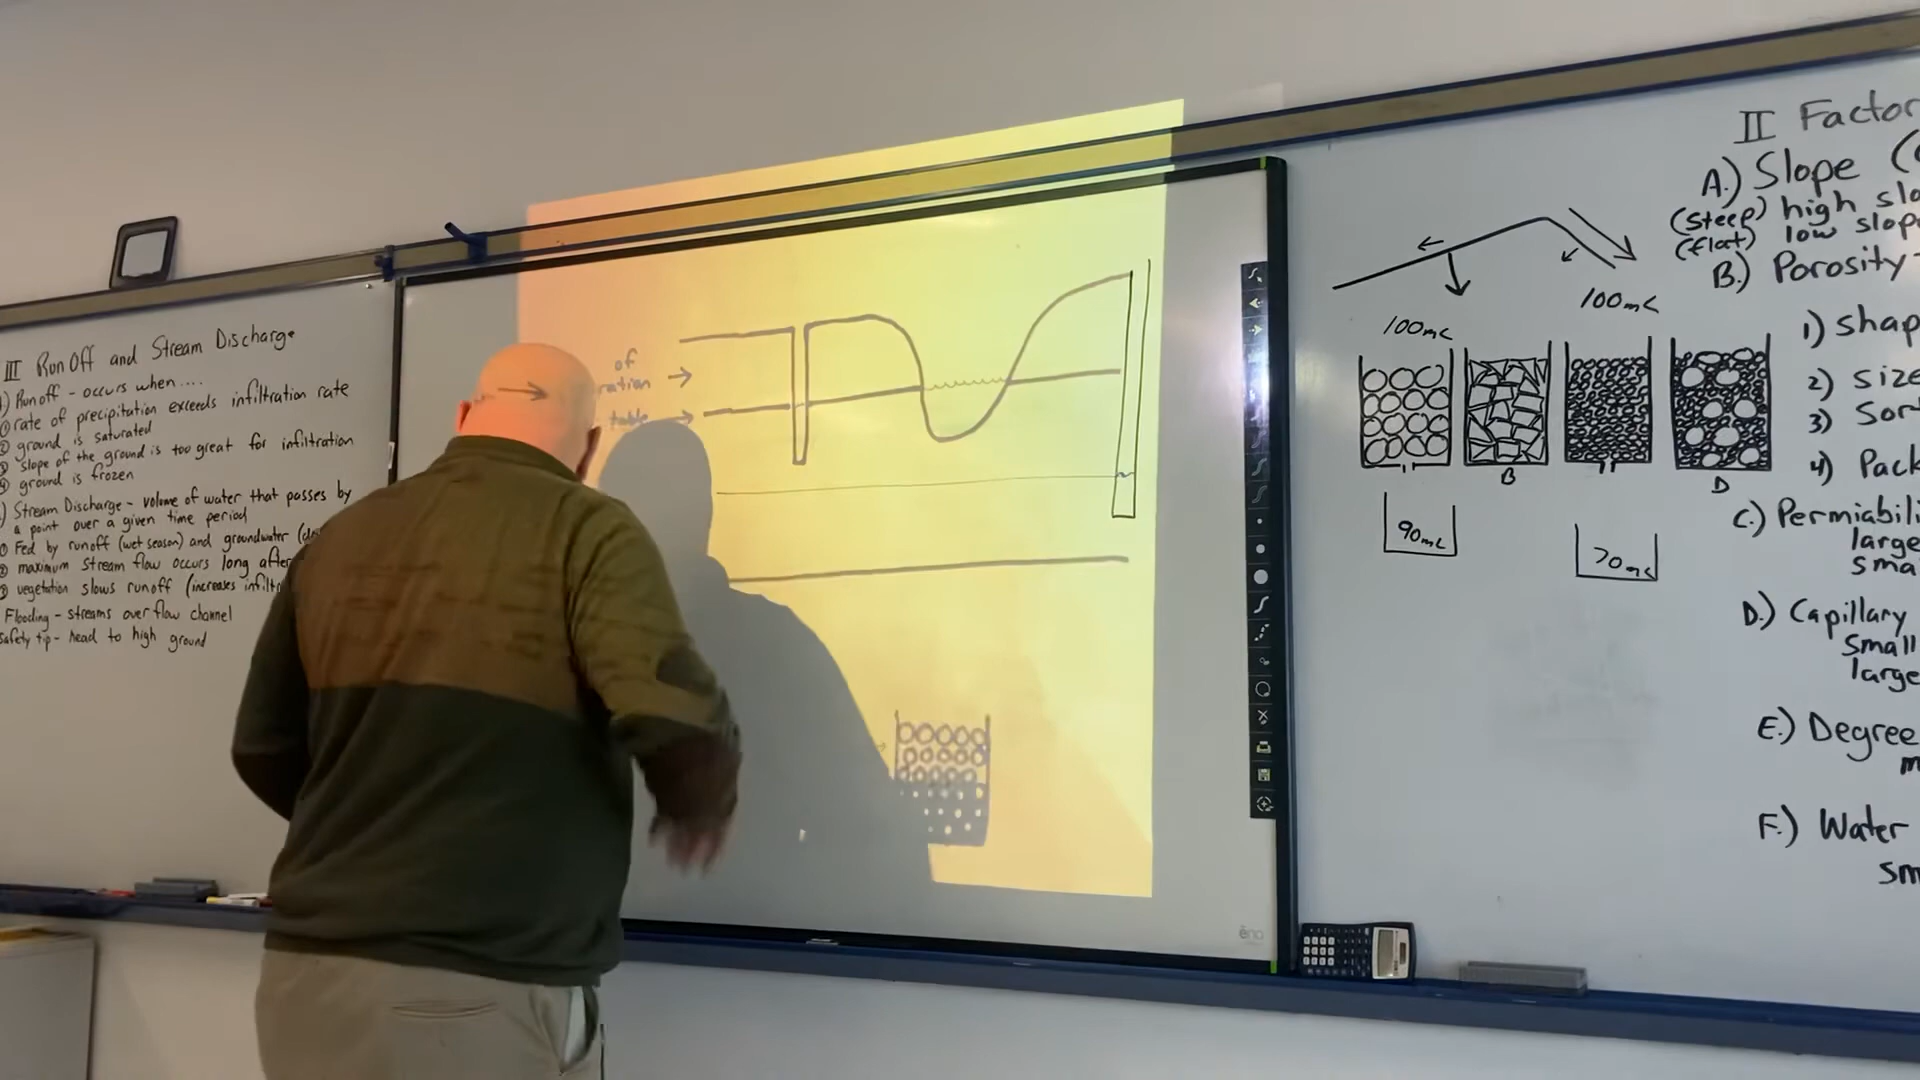 III Run Off and Stream Discharge
) Runoff - occurs when ....
① rate of precipitation exceeds infiltration rate
② ground is saturated
③ slope of the ground is too great for infiltration
④ ground is frozen
) Stream Discharge - volume of water that passes by
a point over a given time period
① Fed by runoff (wet season) and groundwater
② maximum stream flow occurs long after
③ vegetation slows runoff (increases
Flooding - streams over flow channel
Safety tip - head to high ground
of
ration →
table →
ena
100mL
100mL
B
D
90mL
70mL
II Factor
A.) Slope (
(steep) high slo
(flat) low slope
B.) Porosity -
1) Shap
2) Size
3) Sor
4) Pack
C.) Permiabili
large
sma
D.) Capillary
small
large
E.) Degree
m
F.) Water
sm